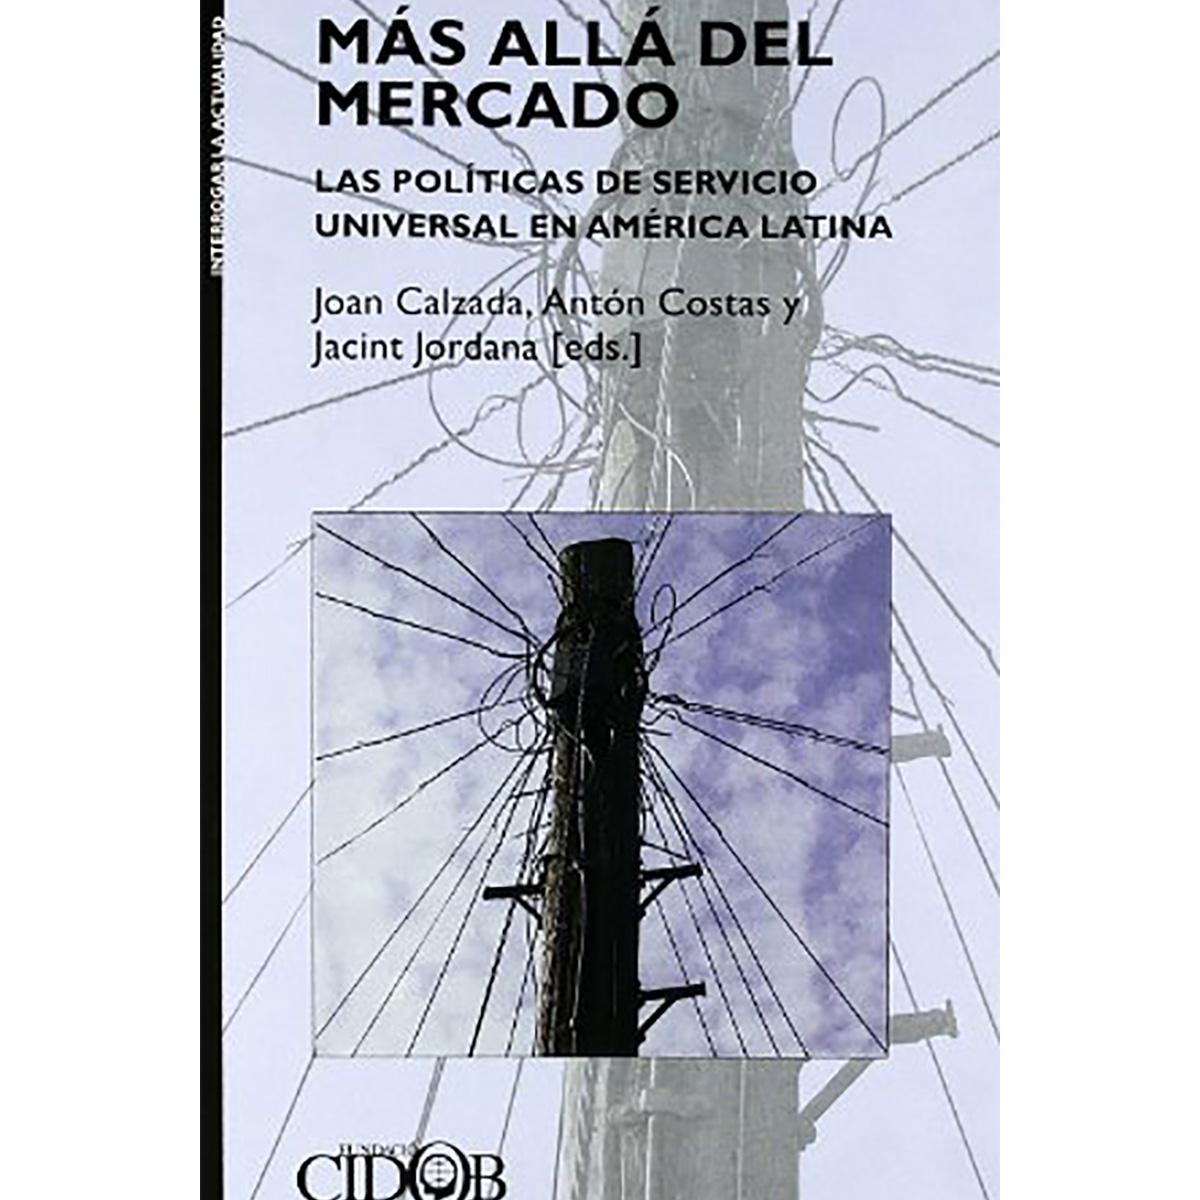 MÁS ALLÁ DEL
MERCADO
LAS POLÍTICAS DE SERVICIO
UNIVERSAL EN AMÉRICA LATINA
Joan Calzada, Antón Costas y
Jacint Jordana [eds.]
INTERROGAR LA ACTUALIDAD
FUNDACIÓ
CIDOB